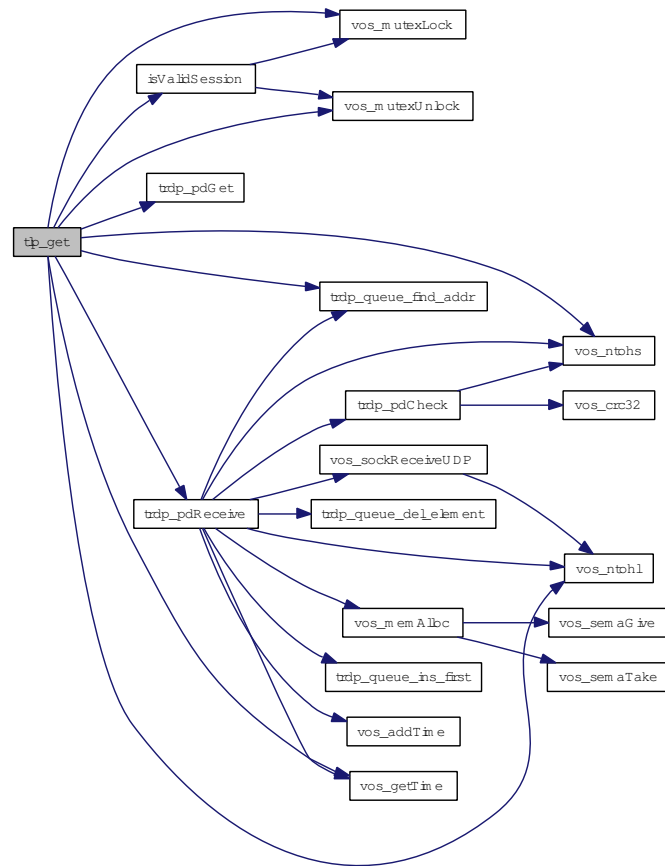 vos_mutexLock
isValidSession
vos_mutexUnlock
trdp_pdGet
tlp_get
trdp_queue_find_addr
vos_ntohs
trdp_pdCheck
vos_crc32
vos_sockReceiveUDP
trdp_pdReceive
trdp_queue_del_element
vos_ntohl
vos_memAlloc
vos_semaGive
trdp_queue_ins_first
vos_semaTake
vos_addTime
vos_getTime